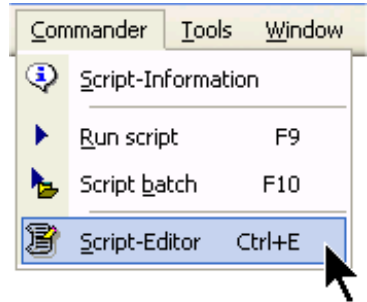 Commander Tools Window
Script-Information
Run script F9
Script batch F10
Script-Editor Ctrl+E